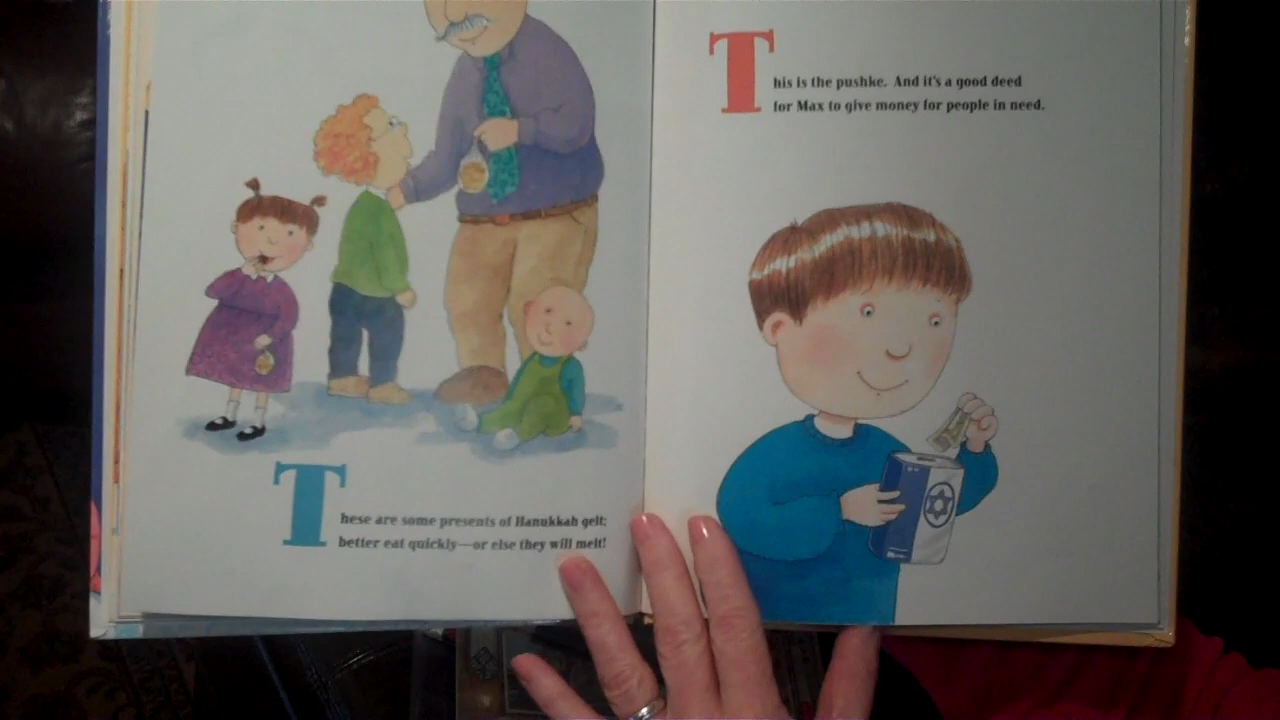 These are some presents of Hanukkah gelt;
better eat quickly—or else they will melt!
This is the pushke. And it's a good deed
for Max to give money for people in need.